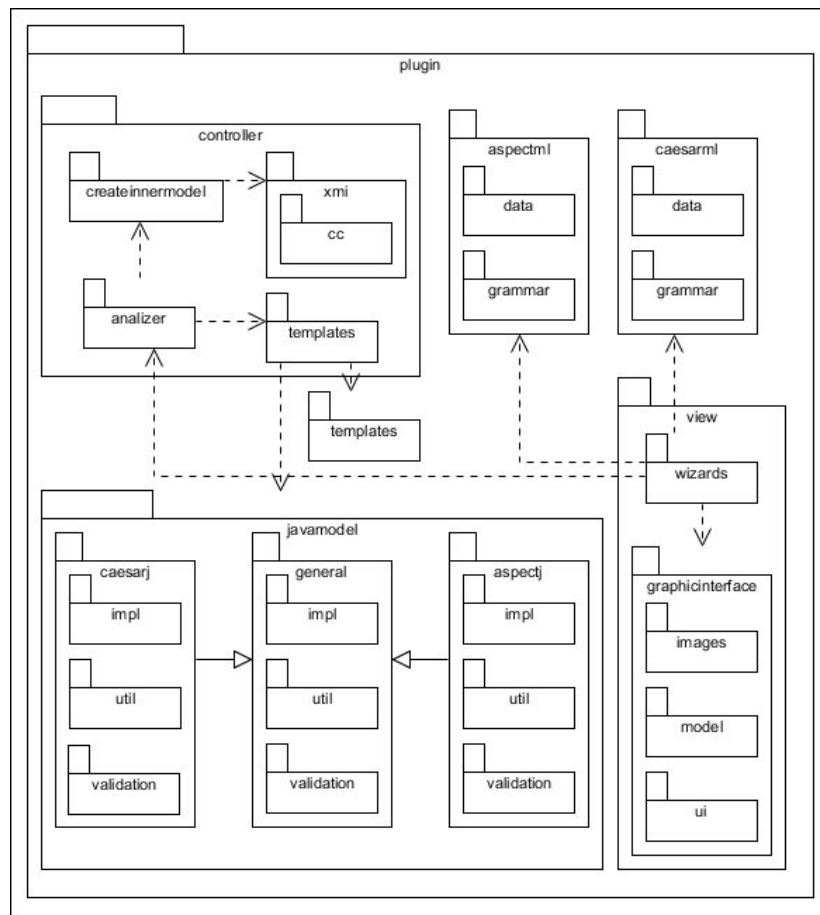 plugin
controller
createinnermodel
xmi
cc
analizer
templates
templates
aspectml
data
grammar
caesarml
data
grammar
view
wizards
graphicinterface
images
model
ui
javamodel
caesarj
impl
util
validation
general
impl
util
validation
aspectj
impl
util
validation